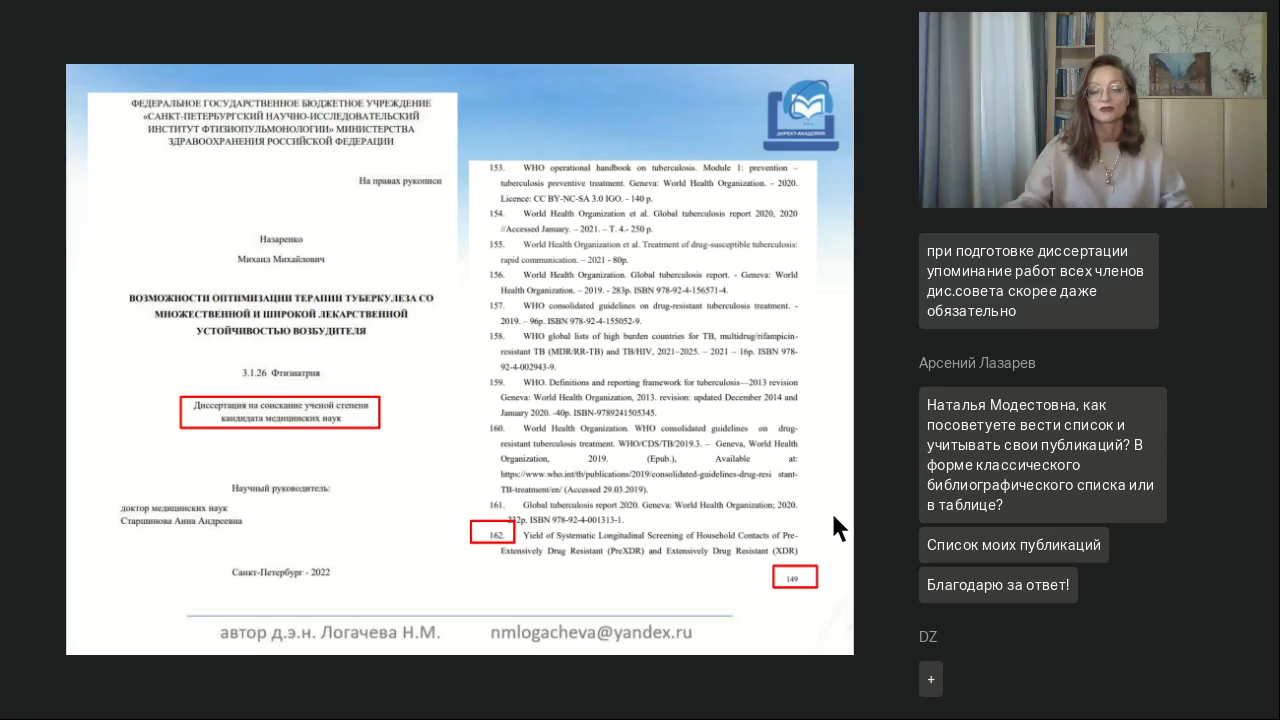 ФЕДЕРАЛЬНОЕ ГОСУДАРСТВЕННОЕ БЮДЖЕТНОЕ УЧРЕЖДЕНИЕ
«САНКТ-ПЕТЕРБУРГСКИЙ НАУЧНО-ИССЛЕДОВАТЕЛЬСКИЙ
ИНСТИТУТ ФТИЗИОПУЛЬМОНОЛОГИИ» МИНИСТЕРСТВА
ЗДРАВООХРАНЕНИЯ РОССИЙСКОЙ ФЕДЕРАЦИИ
На правах рукописи
Назаренко
Михаил Михайлович
ВОЗМОЖНОСТИ ОПТИМИЗАЦИИ ТЕРАПИИ ТУБЕРКУЛЕЗА СО
МНОЖЕСТВЕННОЙ И ШИРОКОЙ ЛЕКАРСТВЕННОЙ
УСТОЙЧИВОСТЬЮ ВОЗБУДИТЕЛЯ
3.1.26 Фтизиатрия
Диссертация на соискание ученой степени
кандидата медицинских наук
Научный руководитель:
доктор медицинских наук
Старшинова Анна Андреевна
Санкт-Петербург - 2022
ДИРЕКТ-АКАДЕМИЯ
153. WHO operational handbook on tuberculosis. Module 1: prevention –
tuberculosis preventive treatment. Geneva: World Health Organization. - 2020.
Licence: CC BY-NC-SA 3.0 IGO. - 140 p.
154. World Health Organization et al. Global tuberculosis report 2020, 2020
//Accessed January. – 2021. – Т. 4.- 250 p.
155. World Health Organization et al. Treatment of drug-susceptible tuberculosis:
rapid communication. – 2021 - 80p.
156. World Health Organization. Global tuberculosis report. - Geneva: World
Health Organization. – 2019. - 283p. ISBN 978-92-4-156571-4.
157. WHO consolidated guidelines on drug-resistant tuberculosis treatment. -
2019. – 96p. ISBN 978-92-4-155052-9.
158. WHO global lists of high burden countries for TB, multidrug/rifampicin-
resistant TB (MDR/RR-TB) and TB/HIV, 2021–2025. – 2021 – 16p. ISBN 978-
92-4-002943-9.
159. WHO. Definitions and reporting framework for tuberculosis—2013 revision
Geneva: World Health Organization, 2013. revision: updated December 2014 and
January 2020. -40p. ISBN-9789241505345.
160. World Health Organization. WHO consolidated guidelines on drug-
resistant tuberculosis treatment. WHO/CDS/TB/2019.3. – Geneva, World Health
Organization, 2019. (Epub.), Available at:
https://www.who.int/tb/publications/2019/consolidated-guidelines-drug-resi stant-
TB-treatment/en/ (Accessed 29.03.2019).
161. Global tuberculosis report 2020. Geneva: World Health Organization; 2020.
232p. ISBN 978-92-4-001313-1.
162. Yield of Systematic Longitudinal Screening of Household Contacts of Pre-
Extensively Drug Resistant (PreXDR) and Extensively Drug Resistant (XDR)
149
автор д.э.н. Логачева Н.М. nmlogacheva@yandex.ru
при подготовке диссертации
упоминание работ всех членов
дис.совета скорее даже
обязательно
Арсений Лазарев
Наталья Модестовна, как
посоветуете вести список и
учитывать свои публикаций? В
форме классического
библиографического списка или
в таблице?
Список моих публикаций
Благодарю за ответ!
DZ
+